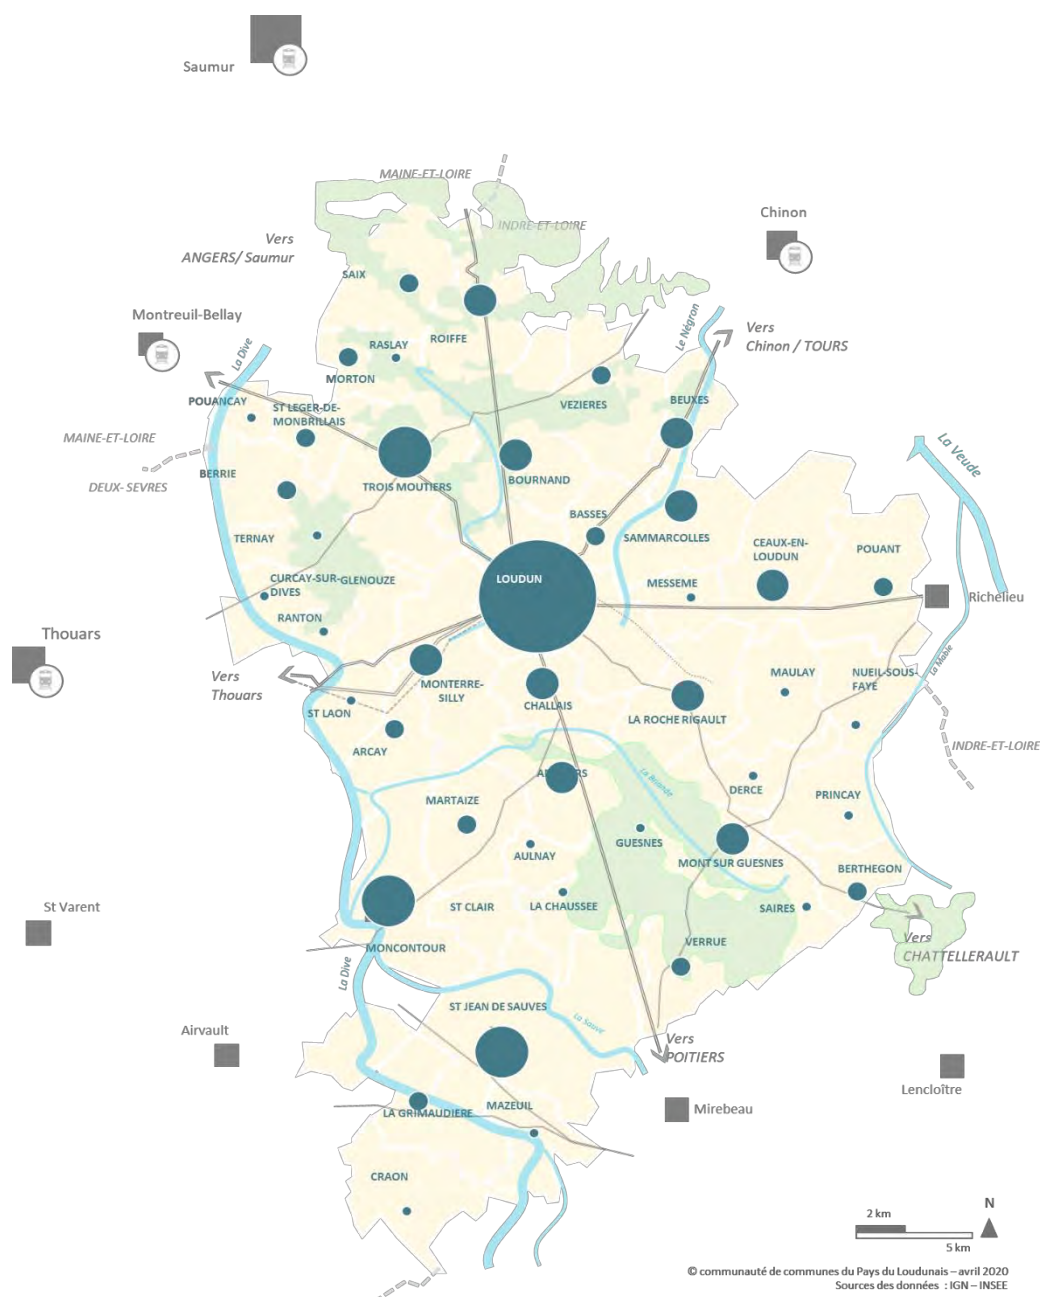 Saumur
MAINE-ET-LOIRE
INDRE-ET-LOIRE
Chinon
Vers
ANGERS/ Saumur
SAIX
Montreuil-Bellay
La Dive
ROIFFE
RASLAY
MORTON
Le Négron
Vers
Chinon / TOURS
POUANCAY
ST LEGER-DE-
MONBRILLAIS
VEZIERES
BEUXES
MAINE-ET-LOIRE
DEUX- SEVRES
BERRIE
TROIS MOUTIERS
BOURNAND
La Veude
BASSES
TERNAY
SAMMARCOLLES
CEAUX-EN-
LOUDUN
POUANT
CURCAY-SUR-
DIVES
GLENOUZE
LOUDUN
MESSEME
Richelieu
RANTON
Thouars
Vers
Thouars
MONTERRE-
SILLY
ST LAON
CHALLAIS
LA ROCHE RIGAULT
MAULAY
NUEIL-SOUS-
FAYE
La Mable
ARCAY
INDRE-ET-LOIRE
MARTAIZE
DERCE
PRINCAY
GUESNES
AULNAY
MONT SUR GUESNES
BERTHEGON
St Varent
ST CLAIR
LA CHAUSSEE
SAIRES
MONCONTOUR
VERRUE
Vers
CHATTELLERAULT
La Dive
ST JEAN DE SAUVES
Airvault
Vers
POITIERS
Lencloître
LA GRIMAUDIERE
MAZEUIL
Mirebeau
CRAON
2 km
N
5 km
© communauté de communes du Pays du Loudunais – avril 2020
Sources des données : IGN – INSEE